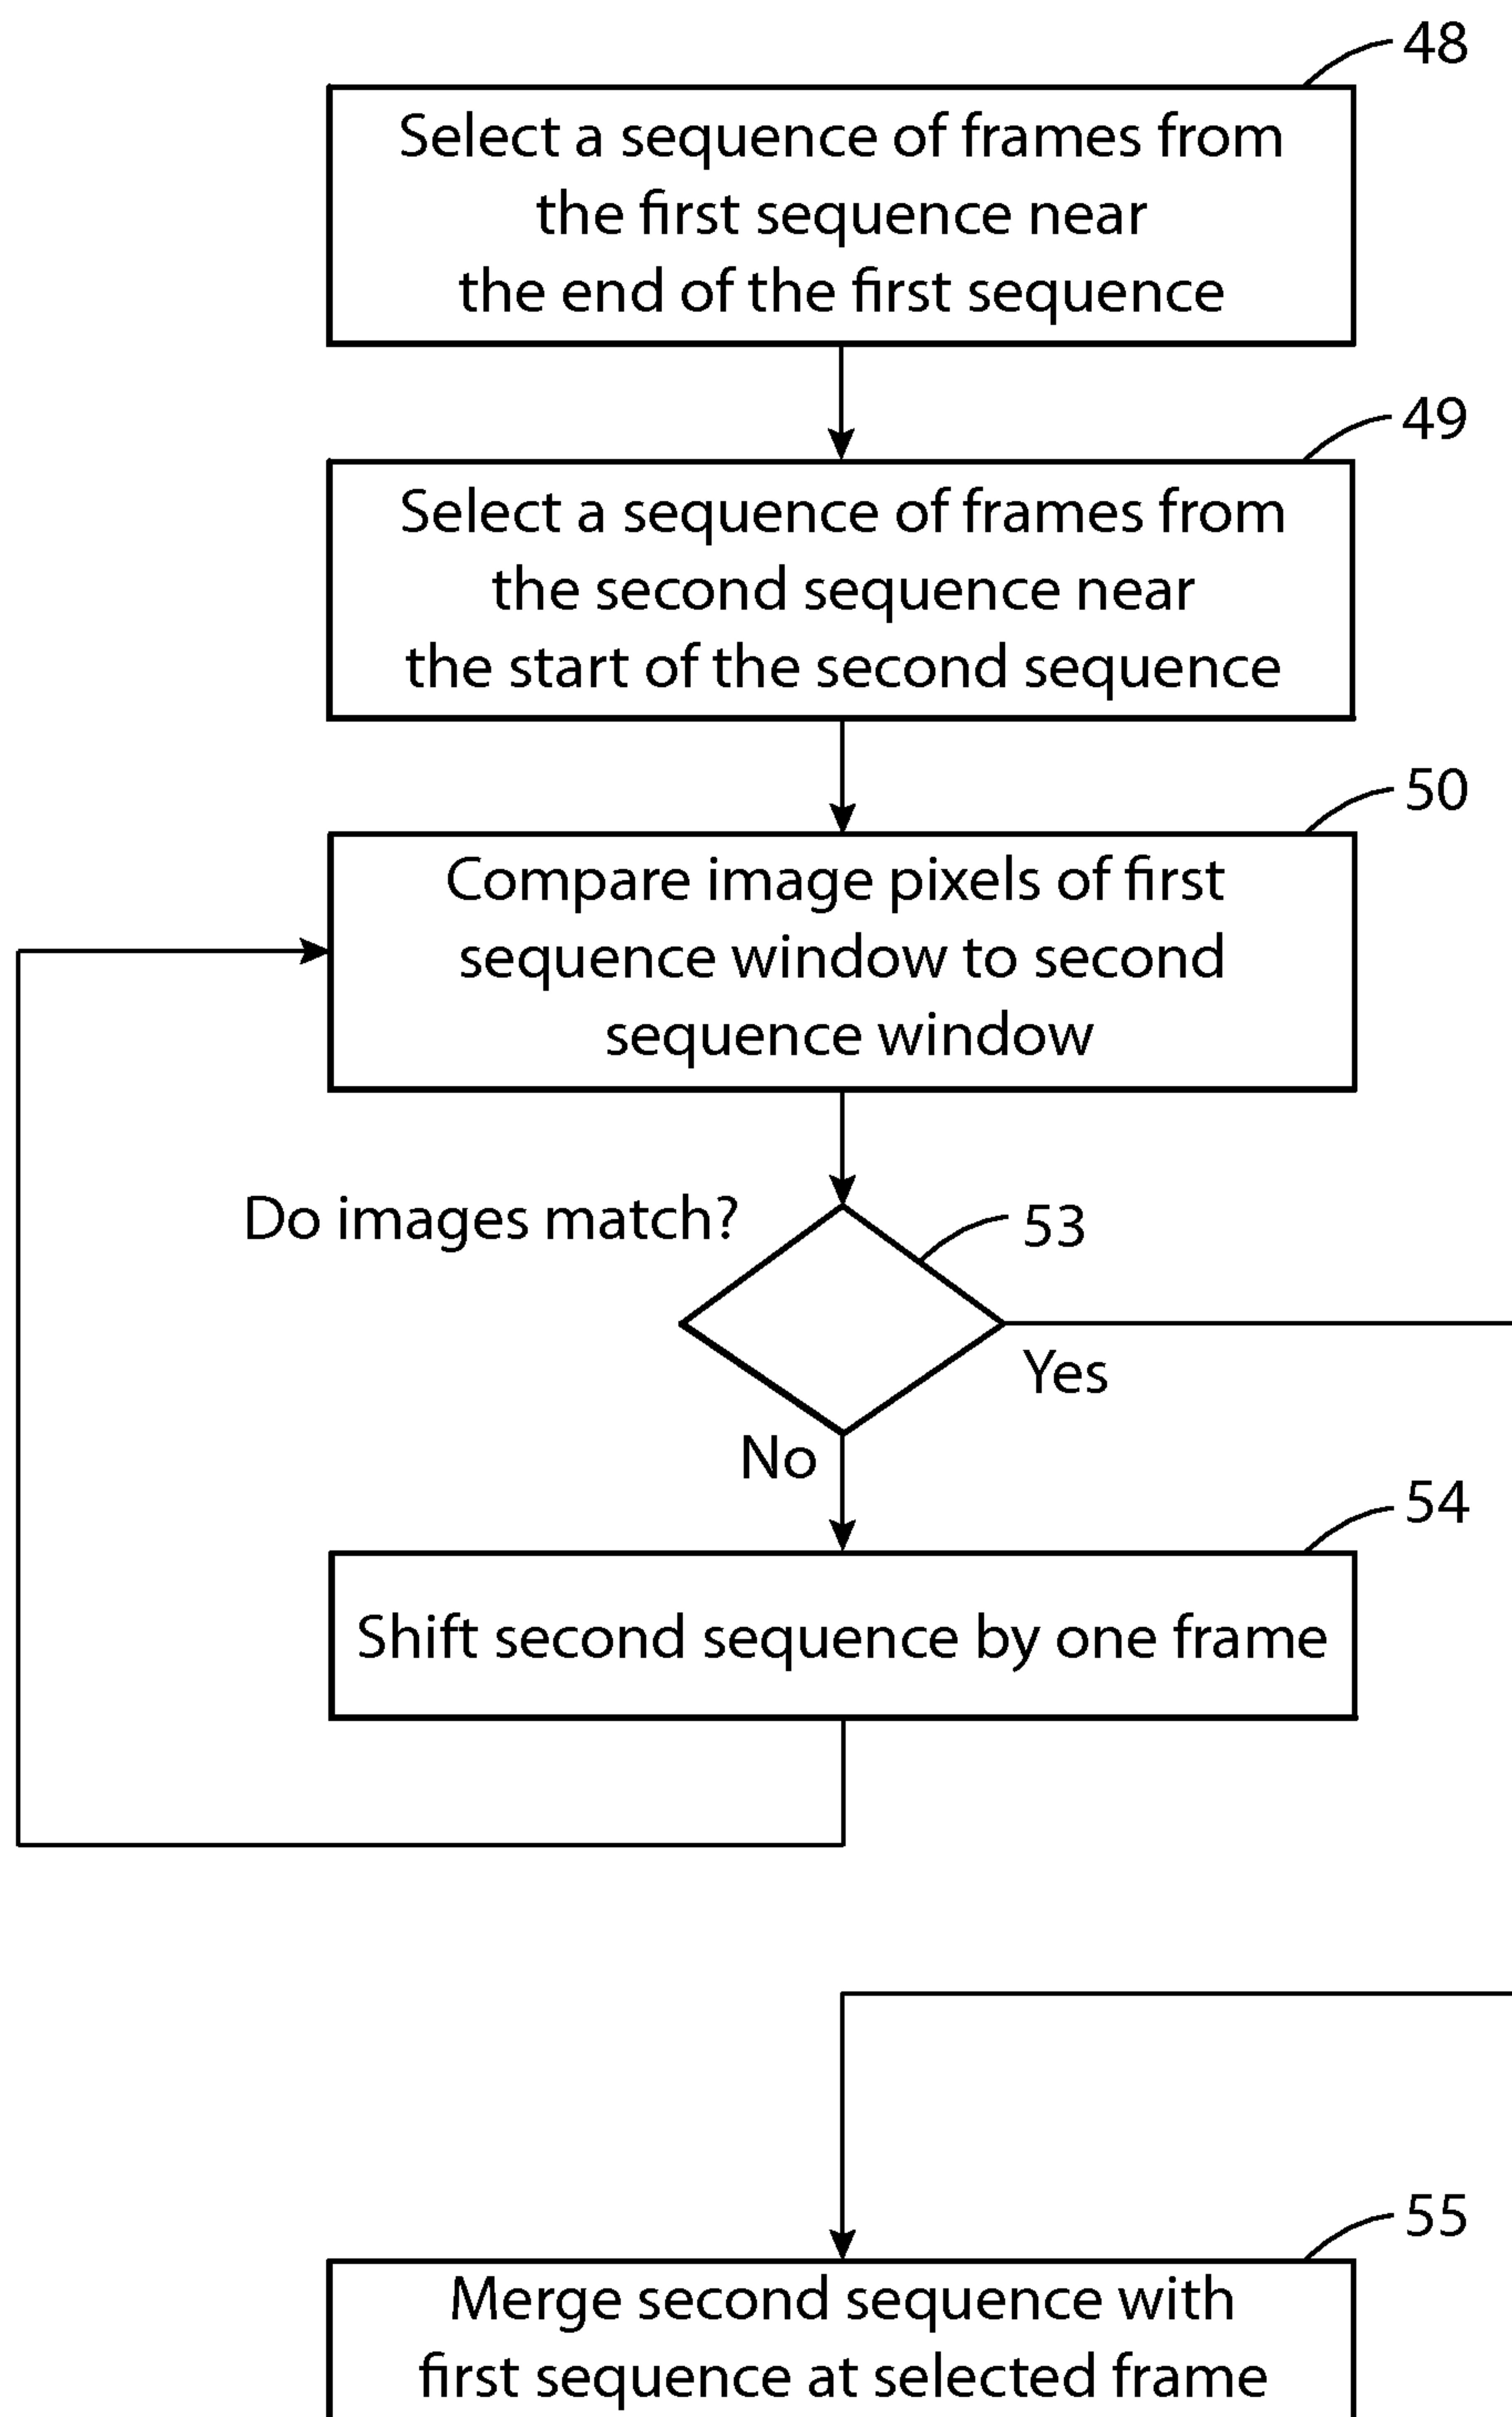 48
Select a sequence of frames from
the first sequence near
the end of the first sequence
49
Select a sequence of frames from
the second sequence near
the start of the second sequence
50
Compare image pixels of first
sequence window to second
sequence window
Do images match?
53
Yes
No
54
Shift second sequence by one frame
55
Merge second sequence with
first sequence at selected frame